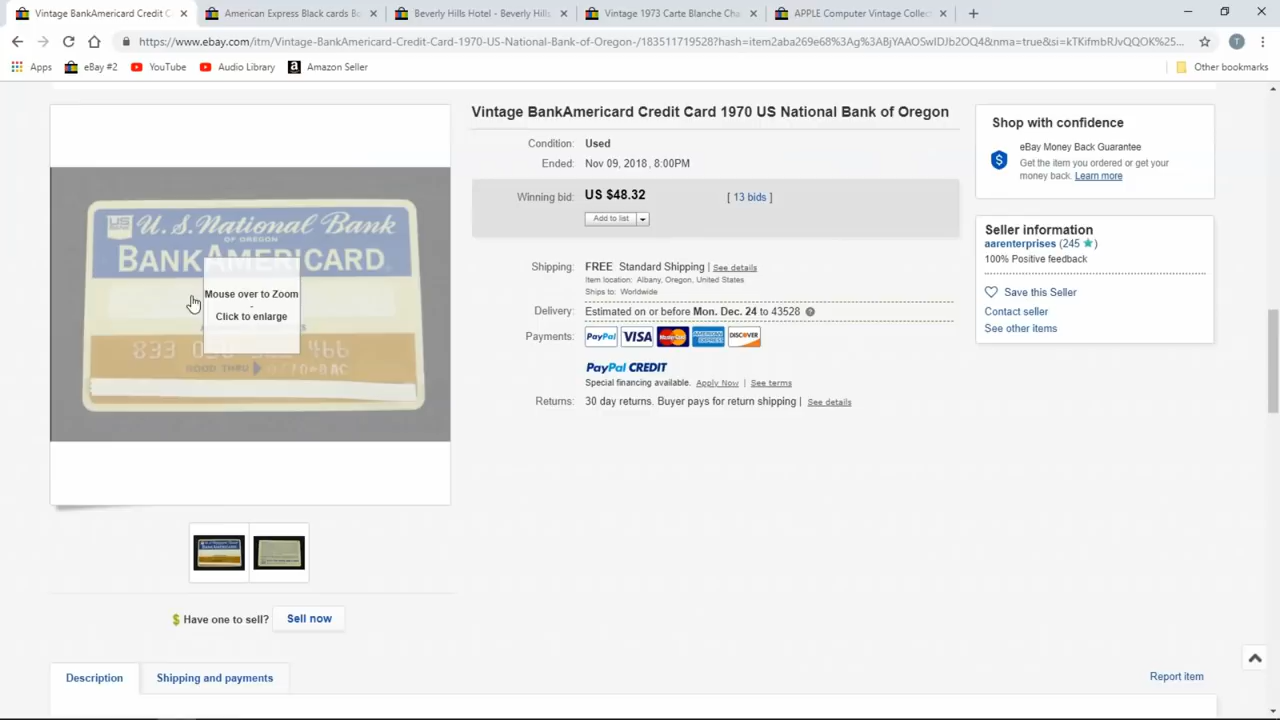 Vintage BankAmericard Credit C
American Express Black cards B
Beverly Hills Hotel - Beverly Hills
Vintage 1973 Carte Blanche Cha
APPLE Computer Vintage Collect
https://www.ebay.com/itm/Vintage-BankAmericard-Credit-Card-1970-US-National-Bank-of-Oregon-/183511719528?hash=item2aba269e68%3Ag%3ABjYAAOSwIDJb2OQ4&nma=true&si=kTKifmbRJvQQOK%25...
T
Apps
eBay #2
YouTube
Audio Library
Amazon Seller
Other bookmarks
Vintage BankAmericard Credit Card 1970 US National Bank of Oregon
Condition: Used
Ended: Nov 09, 2018 , 8:00PM
Winning bid: US $48.32 [ 13 bids ]
Add to list
Shipping: FREE Standard Shipping | See details
Item location: Albany, Oregon, United States
Ships to: Worldwide
Delivery: Estimated on or before Mon. Dec. 24 to 43528
Payments: PayPal VISA MasterCard AMERICAN EXPRESS DISCOVER
PayPal CREDIT
Special financing available. Apply Now | See terms
Returns: 30 day returns. Buyer pays for return shipping | See details
Shop with confidence
eBay Money Back Guarantee
Get the item you ordered or get your
money back. Learn more
Seller information
aarenterprises (245 )
100% Positive feedback
Save this Seller
Contact seller
See other items
US
U.S. National Bank
OF OREGON
BANKAMERICARD
Mouse over to Zoom
-
Click to enlarge
833
466
GOOD THRU
$ Have one to sell? Sell now
Description
Shipping and payments
Report item